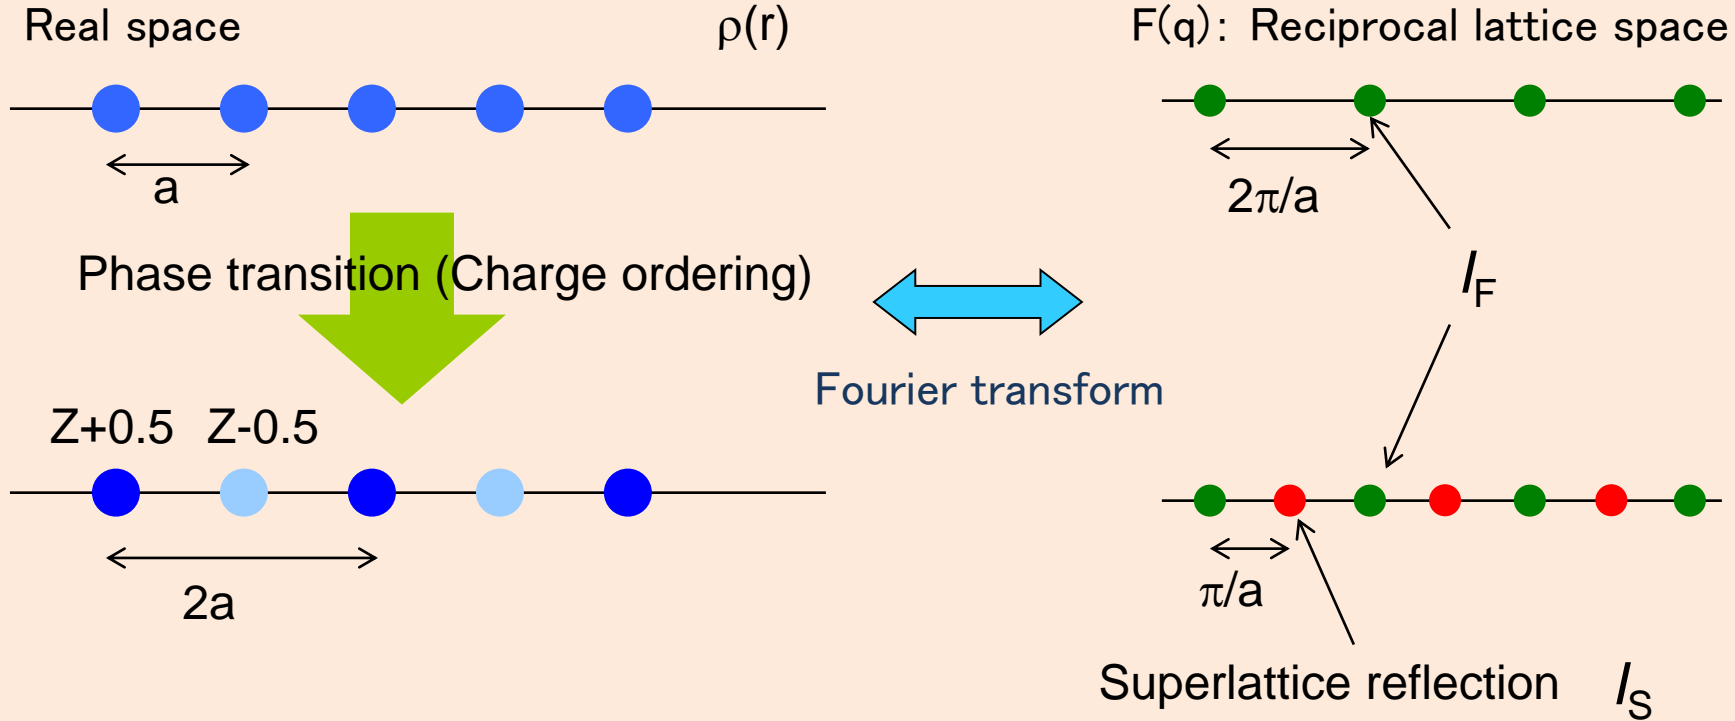 Real space
ρ(r)
F(q): Reciprocal lattice space
a
2π/a
Phase transition (Charge ordering)
I_F
Fourier transform
Z+0.5 Z-0.5
2a
π/a
Superlattice reflection I_S